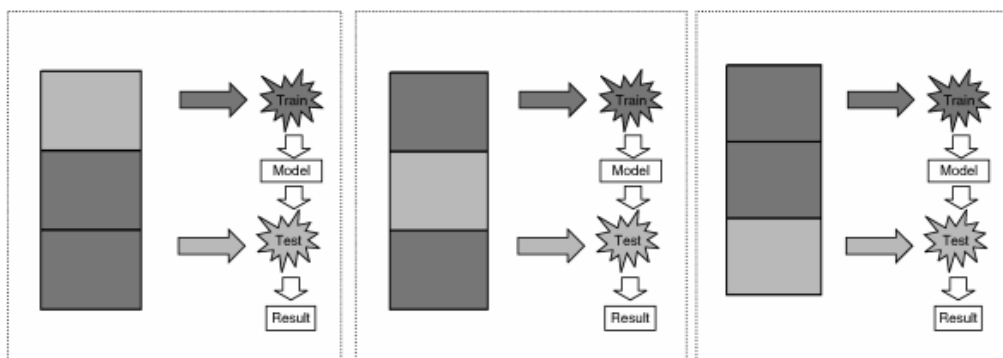 Train
Model
Test
Result
Train
Model
Test
Result
Train
Model
Test
Result